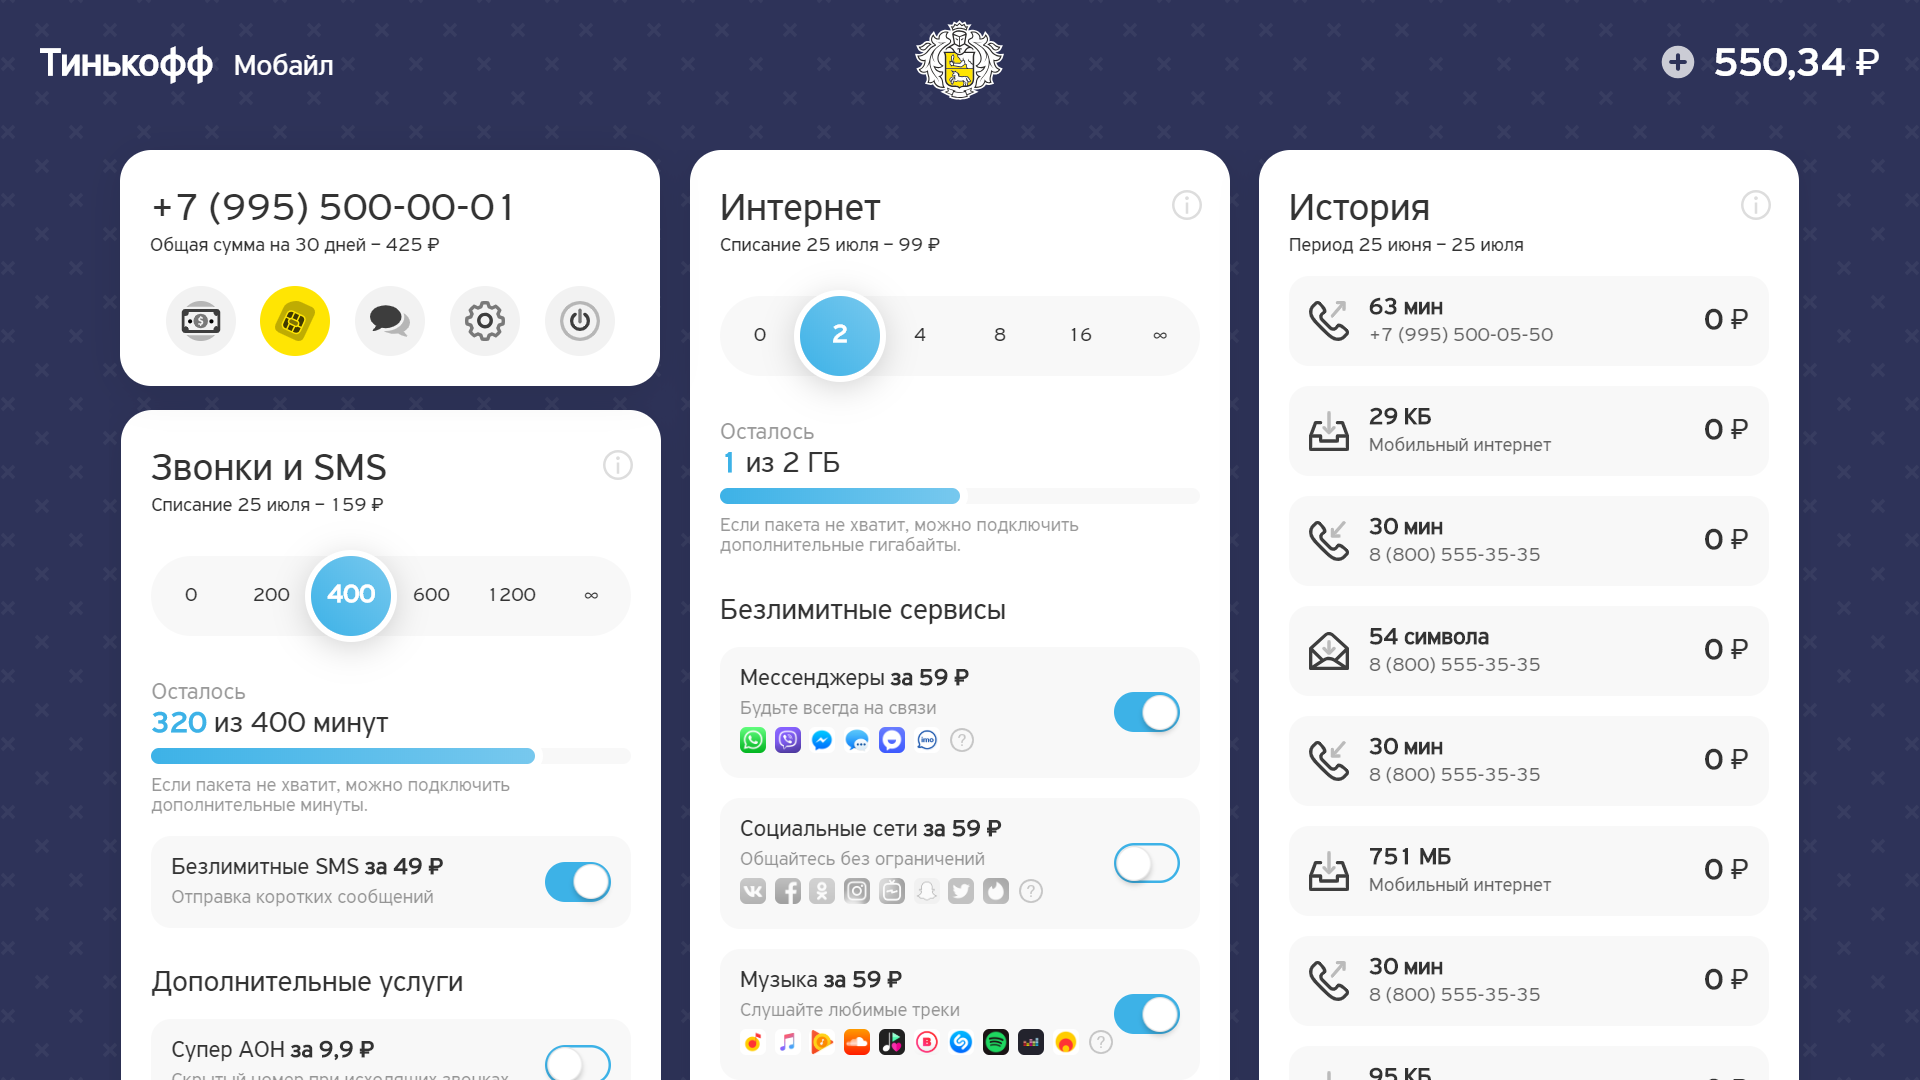 Тинькофф Мобайл
550,34 ₽
+7 (995) 500-00-01
Общая сумма на 30 дней – 425 ₽
Звонки и SMS
Списание 25 июля – 159 ₽
0 200 400 600 1200 ∞
Осталось
320 из 400 минут
Если пакета не хватит, можно подключить
дополнительные минуты.
Безлимитные SMS за 49 ₽
Отправка коротких сообщений
Дополнительные услуги
Супер АОН за 9,9 ₽
Скрытый номер при исходящих звонках
Интернет
Списание 25 июля – 99 ₽
0 2 4 8 16 ∞
Осталось
1 из 2 ГБ
Если пакета не хватит, можно подключить
дополнительные гигабайты.
Безлимитные сервисы
Мессенджеры за 59 ₽
Будьте всегда на связи
imo
Социальные сети за 59 ₽
Общайтесь без ограничений
Музыка за 59 ₽
Слушайте любимые треки
История
Период 25 июня – 25 июля
63 мин
+7 (995) 500-05-50
0 ₽
29 КБ
Мобильный интернет
0 ₽
30 мин
8 (800) 555-35-35
0 ₽
54 символа
8 (800) 555-35-35
0 ₽
30 мин
8 (800) 555-35-35
0 ₽
751 МБ
Мобильный интернет
0 ₽
30 мин
8 (800) 555-35-35
0 ₽
95 КБ